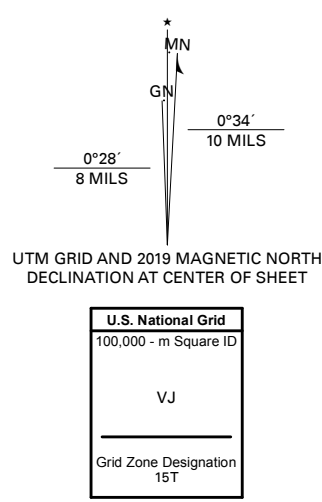 ★
MN
GN
0°34´
10 MILS
0°28´
8 MILS
UTM GRID AND 2019 MAGNETIC NORTH
DECLINATION AT CENTER OF SHEET
U.S. National Grid
100,000 - m Square ID
VJ
Grid Zone Designation
15T